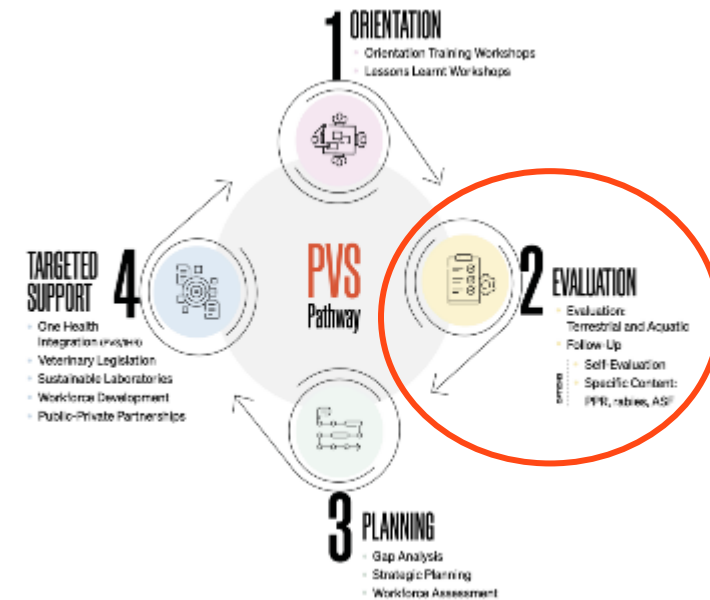 1 ORIENTATION
Orientation Training Workshops
Lessons Learnt Workshops
PVS
Pathway
2 EVALUATION
Evaluation:
Terrestrial and Aquatic
Follow-Up
Self-Evaluation
Specific Content:
PPR, rabies, ASF
3 PLANNING
Gap Analysis
Strategic Planning
Workforce Assessment
4 TARGETED
SUPPORT
One Health
Integration (PVS/IHR)
Veterinary Legislation
Sustainable Laboratories
Workforce Development
Public-Private Partnerships